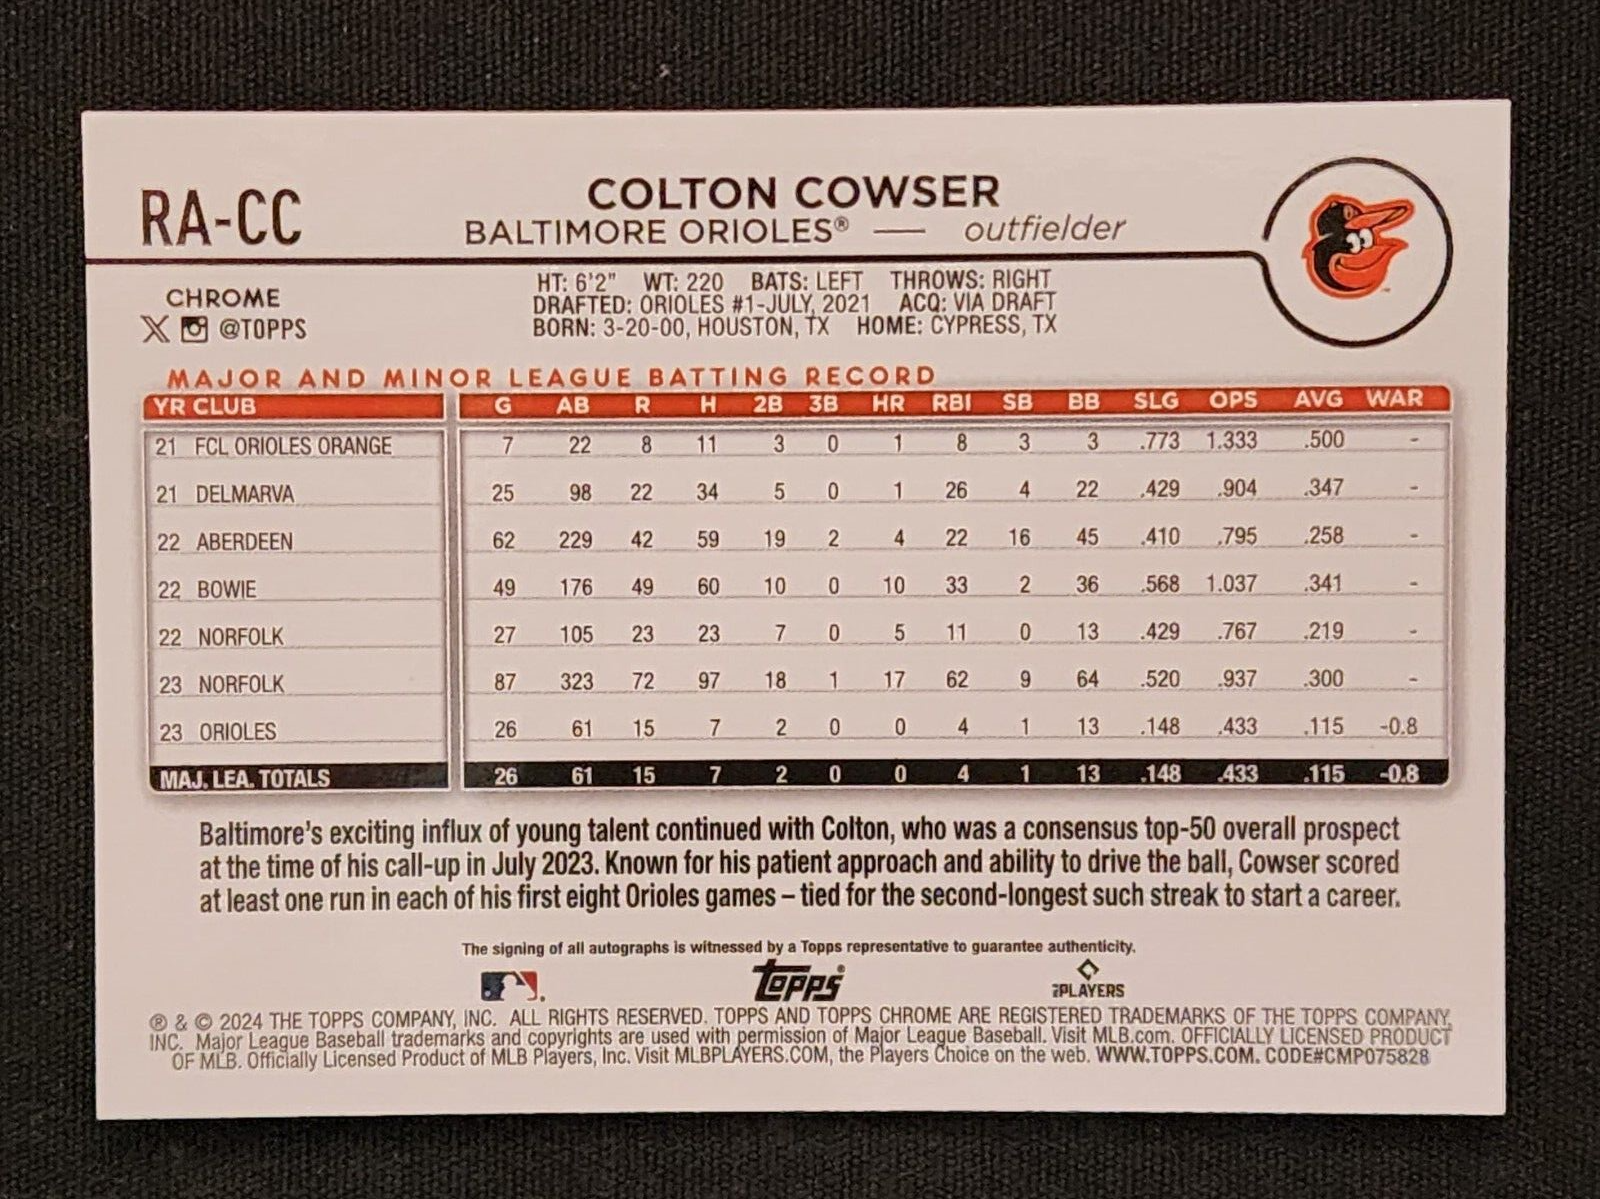 RA-CC
COLTON COWSER
BALTIMORE ORIOLES® — outfielder
CHROME
@TOPPS
HT: 6'2" WT: 220 BATS: LEFT THROWS: RIGHT
DRAFTED: ORIOLES #1-JULY, 2021 ACQ: VIA DRAFT
BORN: 3-20-00, HOUSTON, TX HOME: CYPRESS, TX
MAJOR AND MINOR LEAGUE BATTING RECORD
YR CLUB G AB R H 2B 3B HR RBI SB BB SLG OPS AVG WAR
21 FCL ORIOLES ORANGE 7 22 8 11 3 0 1 8 3 3 .773 1.333 .500 -
21 DELMARVA 25 98 22 34 5 0 1 26 4 22 .429 .904 .347 -
22 ABERDEEN 62 229 42 59 19 2 4 22 16 45 .410 .795 .258 -
22 BOWIE 49 176 49 60 10 0 10 33 2 36 .568 1.037 .341 -
22 NORFOLK 27 105 23 23 7 0 5 11 0 13 .429 .767 .219 -
23 NORFOLK 87 323 72 97 18 1 17 62 9 64 .520 .937 .300 -
23 ORIOLES 26 61 15 7 2 0 0 4 1 13 .148 .433 .115 -0.8
MAJ. LEA. TOTALS 26 61 15 7 2 0 0 4 1 13 .148 .433 .115 -0.8
Baltimore's exciting influx of young talent continued with Colton, who was a consensus top-50 overall prospect
at the time of his call-up in July 2023. Known for his patient approach and ability to drive the ball, Cowser scored
at least one run in each of his first eight Orioles games – tied for the second-longest such streak to start a career.
The signing of all autographs is witnessed by a Topps representative to guarantee authenticity.
Topps®
PLAYERS
® & © 2024 THE TOPPS COMPANY, INC. ALL RIGHTS RESERVED. TOPPS AND TOPPS CHROME ARE REGISTERED TRADEMARKS OF THE TOPPS COMPANY,
INC. Major League Baseball trademarks and copyrights are used with permission of Major League Baseball. Visit MLB.com. OFFICIALLY LICENSED PRODUCT
OF MLB. Officially Licensed Product of MLB Players, Inc. Visit MLBPLAYERS.COM, the Players Choice on the web. WWW.TOPPS.COM. CODE#CMP075828